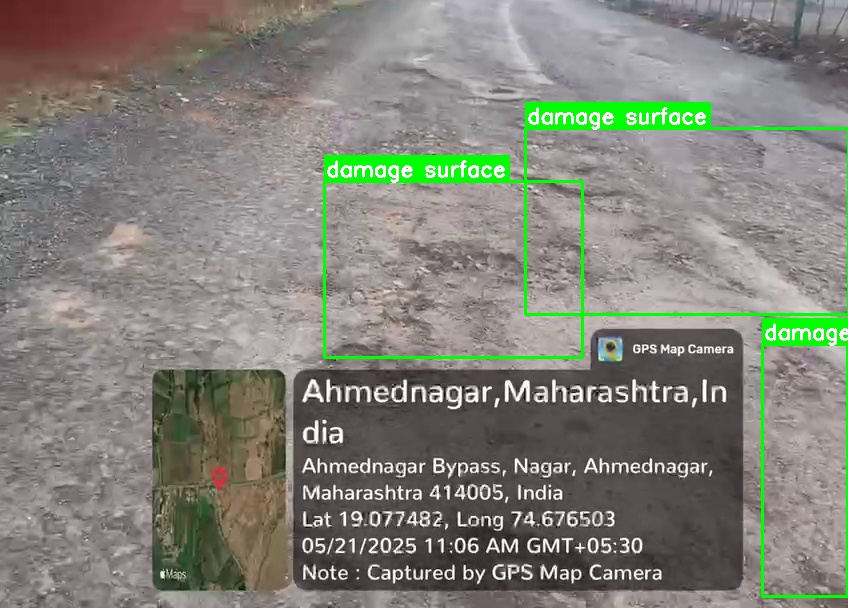 damage surface
damage surface
damage
GPS Map Camera
Ahmednagar,Maharashtra,In
dia
Ahmednagar Bypass, Nagar, Ahmednagar,
Maharashtra 414005, India
Lat 19.077482, Long 74.676503
05/21/2025 11:06 AM GMT+05:30
Note : Captured by GPS Map Camera
Maps